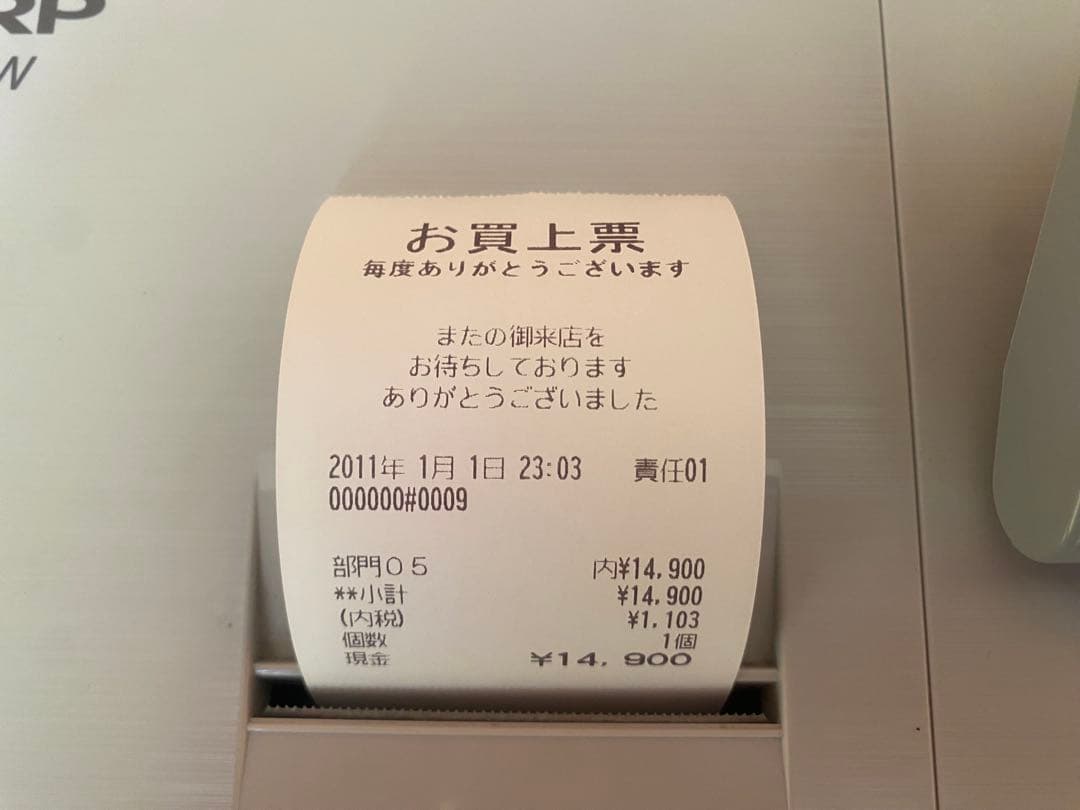 RP
W
お買上票
毎度ありがとうございます
またの御来店を
お待ちしております
ありがとうございました
2011年 1月 1日 23:03 責任01
000000#0009
部門05 内¥14,900
**小計 ¥14,900
(内税) ¥1,103
個数 1個
現金 ¥14,900